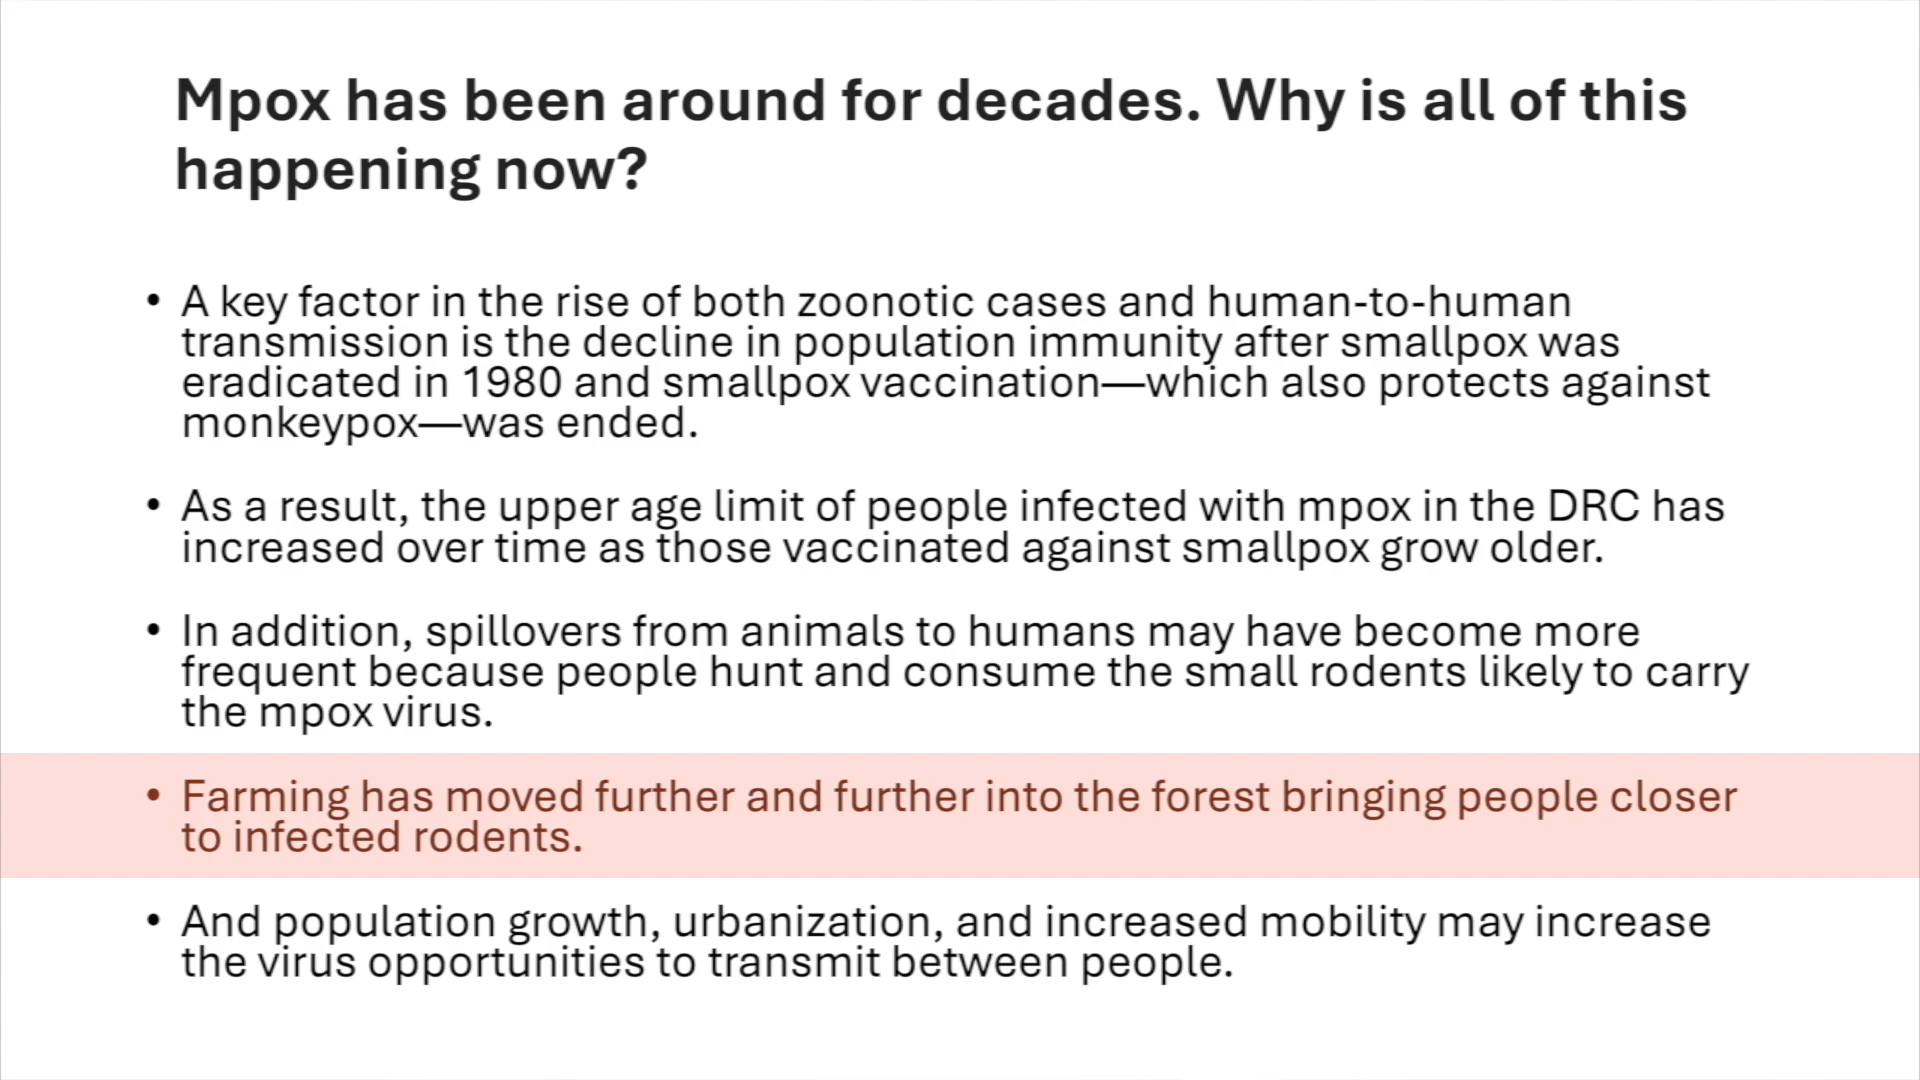 Mpox has been around for decades. Why is all of this
happening now?
• A key factor in the rise of both zoonotic cases and human-to-human
transmission is the decline in population immunity after smallpox was
eradicated in 1980 and smallpox vaccination—which also protects against
monkeypox—was ended.
• As a result, the upper age limit of people infected with mpox in the DRC has
increased over time as those vaccinated against smallpox grow older.
• In addition, spillovers from animals to humans may have become more
frequent because people hunt and consume the small rodents likely to carry
the mpox virus.
• Farming has moved further and further into the forest bringing people closer
to infected rodents.
• And population growth, urbanization, and increased mobility may increase
the virus opportunities to transmit between people.